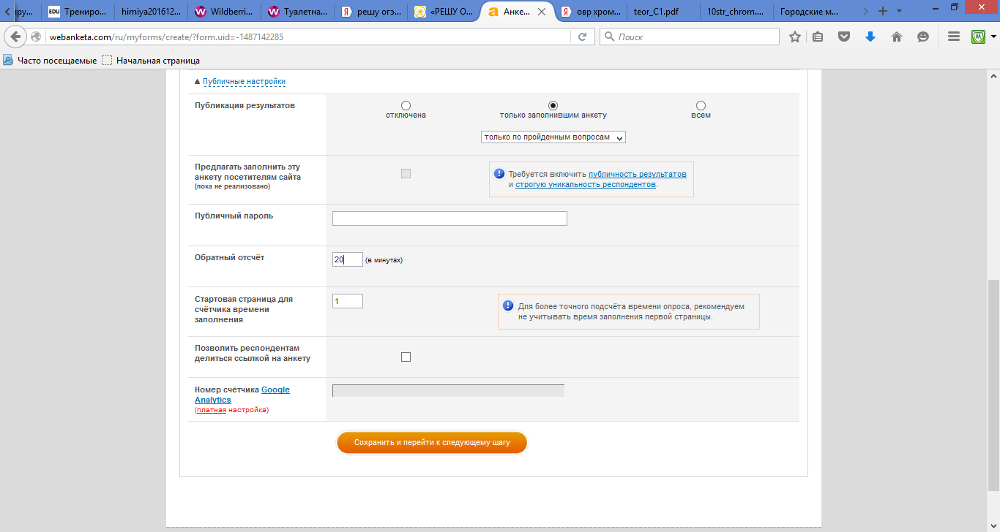 ру...
EDU Трениро...
himiya201612...
Wildberri...
Туалетна...
Я решу огэ...
«РЕШУ О...
a Анке...
Я овр хром...
teor_C1.pdf
10str_chrom....
Городские м...
webanketa.com/ru/myforms/create/?form.uid=-1487142285
Поиск
Часто посещаемые
Начальная страница
Публичные настройки
Публикация результатов
отключена
только заполнившим анкету
всем
только по пройденным вопросам
Предлагать заполнить эту
анкету посетителям сайта
(пока не реализовано)
Требуется включить публичность результатов
и строгую уникальность респондентов.
Публичный пароль
Обратный отсчёт
20 (в минутах)
Стартовая страница для
счётчика времени
заполнения
1
Для более точного подсчёта времени опроса, рекомендуем
не учитывать время заполнения первой страницы.
Позволить респондентам
делиться ссылкой на анкету
Номер счётчика Google
Analytics
(платная настройка)
Сохранить и перейти к следующему шагу